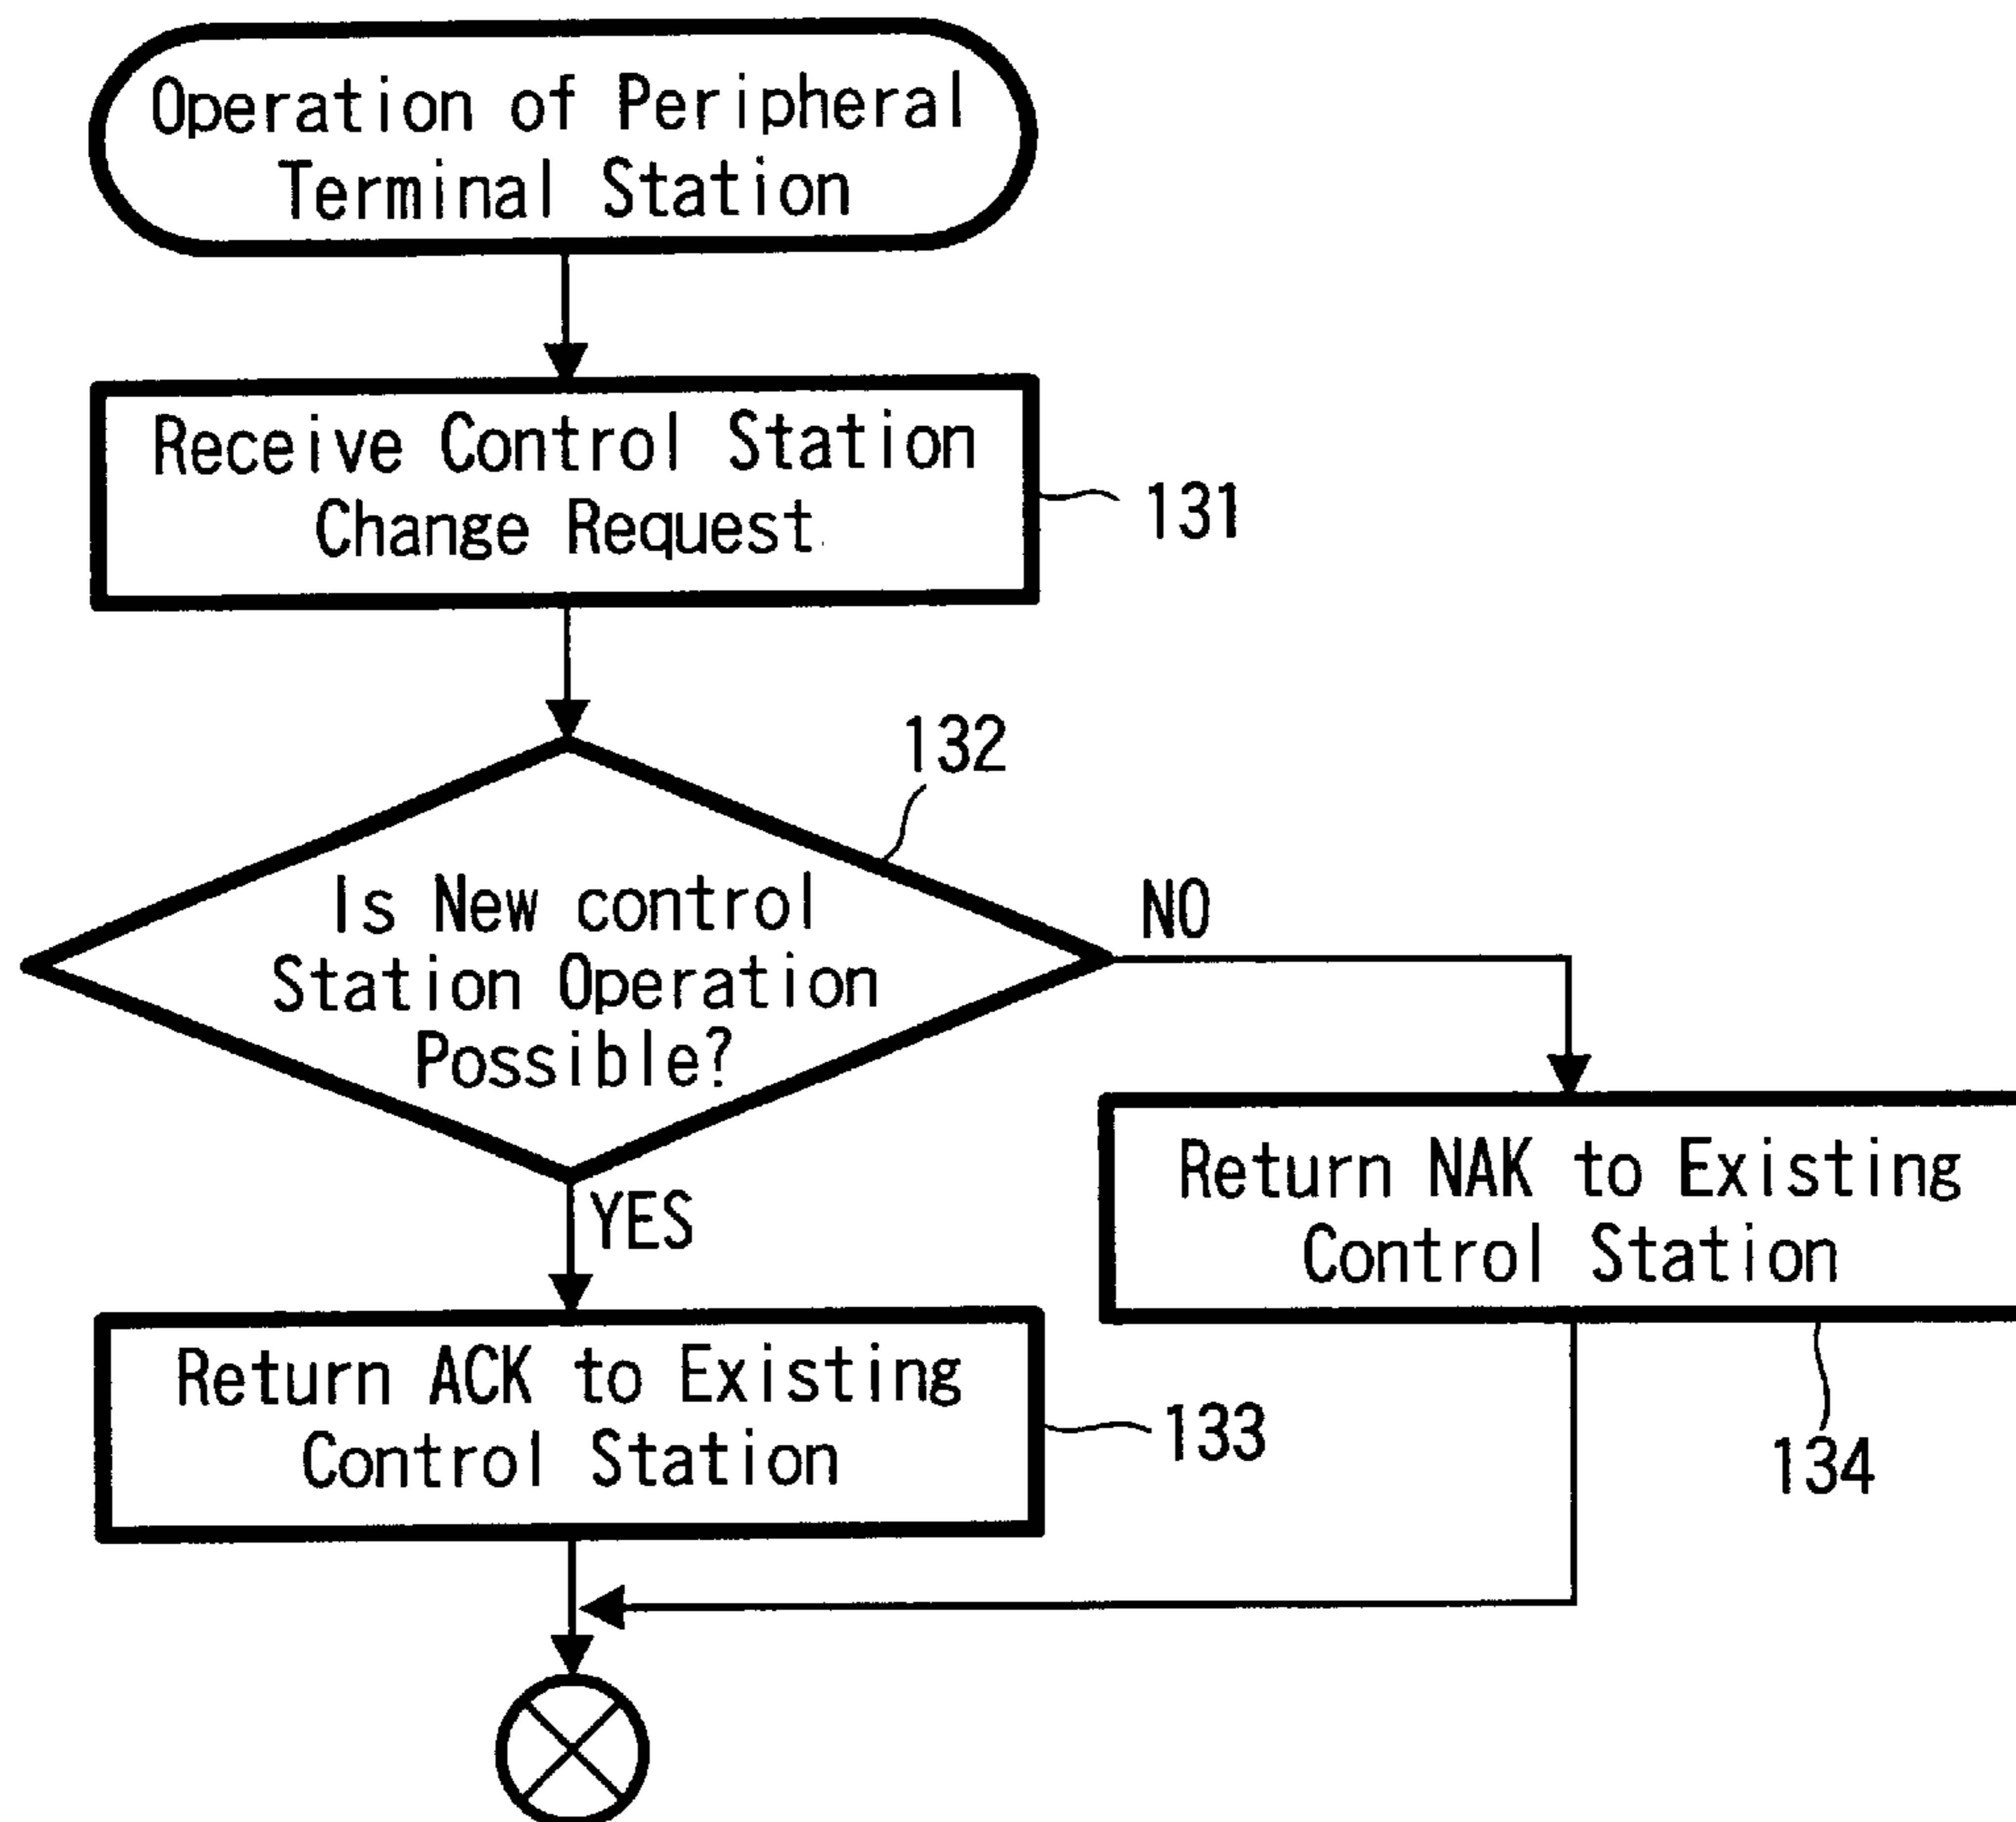 Operation of Peripheral
Terminal Station
Receive Control Station
Change Request
131
132
Is New control
Station Operation
Possible?
NO
YES
Return NAK to Existing
Control Station
134
Return ACK to Existing
Control Station
133